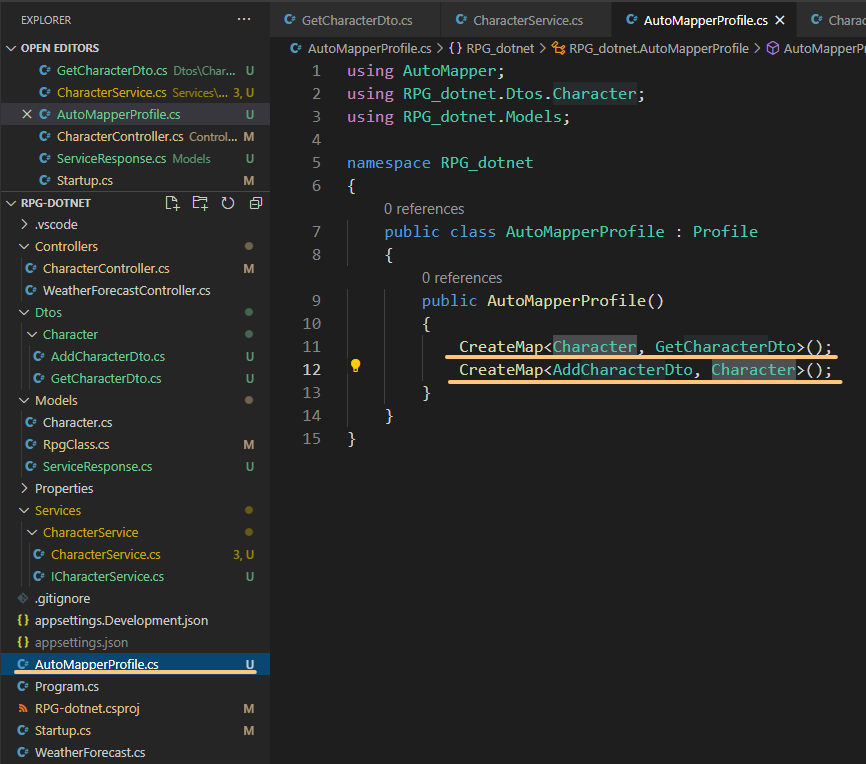 EXPLORER ...
OPEN EDITORS
C# GetCharacterDto.cs Dtos\Char... U
C# CharacterService.cs Services\... 3, U
C# AutoMapperProfile.cs U
C# CharacterController.cs Control... M
C# ServiceResponse.cs Models U
C# Startup.cs M
RPG-DOTNET
.vscode
Controllers
C# CharacterController.cs M
C# WeatherForecastController.cs
Dtos
Character
C# AddCharacterDto.cs U
C# GetCharacterDto.cs U
Models
C# Character.cs
C# RpgClass.cs M
C# ServiceResponse.cs U
Properties
Services
CharacterService
C# CharacterService.cs 3, U
C# ICharacterService.cs U
.gitignore
{} appsettings.Development.json
{} appsettings.json
C# AutoMapperProfile.cs U
C# Program.cs
RPG-dotnet.csproj M
C# Startup.cs M
C# WeatherForecast.cs
C# GetCharacterDto.cs C# CharacterService.cs C# AutoMapperProfile.cs C# Charac
C# AutoMapperProfile.cs > {} RPG_dotnet > RPG_dotnet.AutoMapperProfile > AutoMapperP
1 using AutoMapper;
2 using RPG_dotnet.Dtos.Character;
3 using RPG_dotnet.Models;
4
5 namespace RPG_dotnet
6 {
0 references
7 public class AutoMapperProfile : Profile
8 {
0 references
9 public AutoMapperProfile()
10 {
11 CreateMap<Character, GetCharacterDto>();
12 CreateMap<AddCharacterDto, Character>();
13 }
14 }
15 }